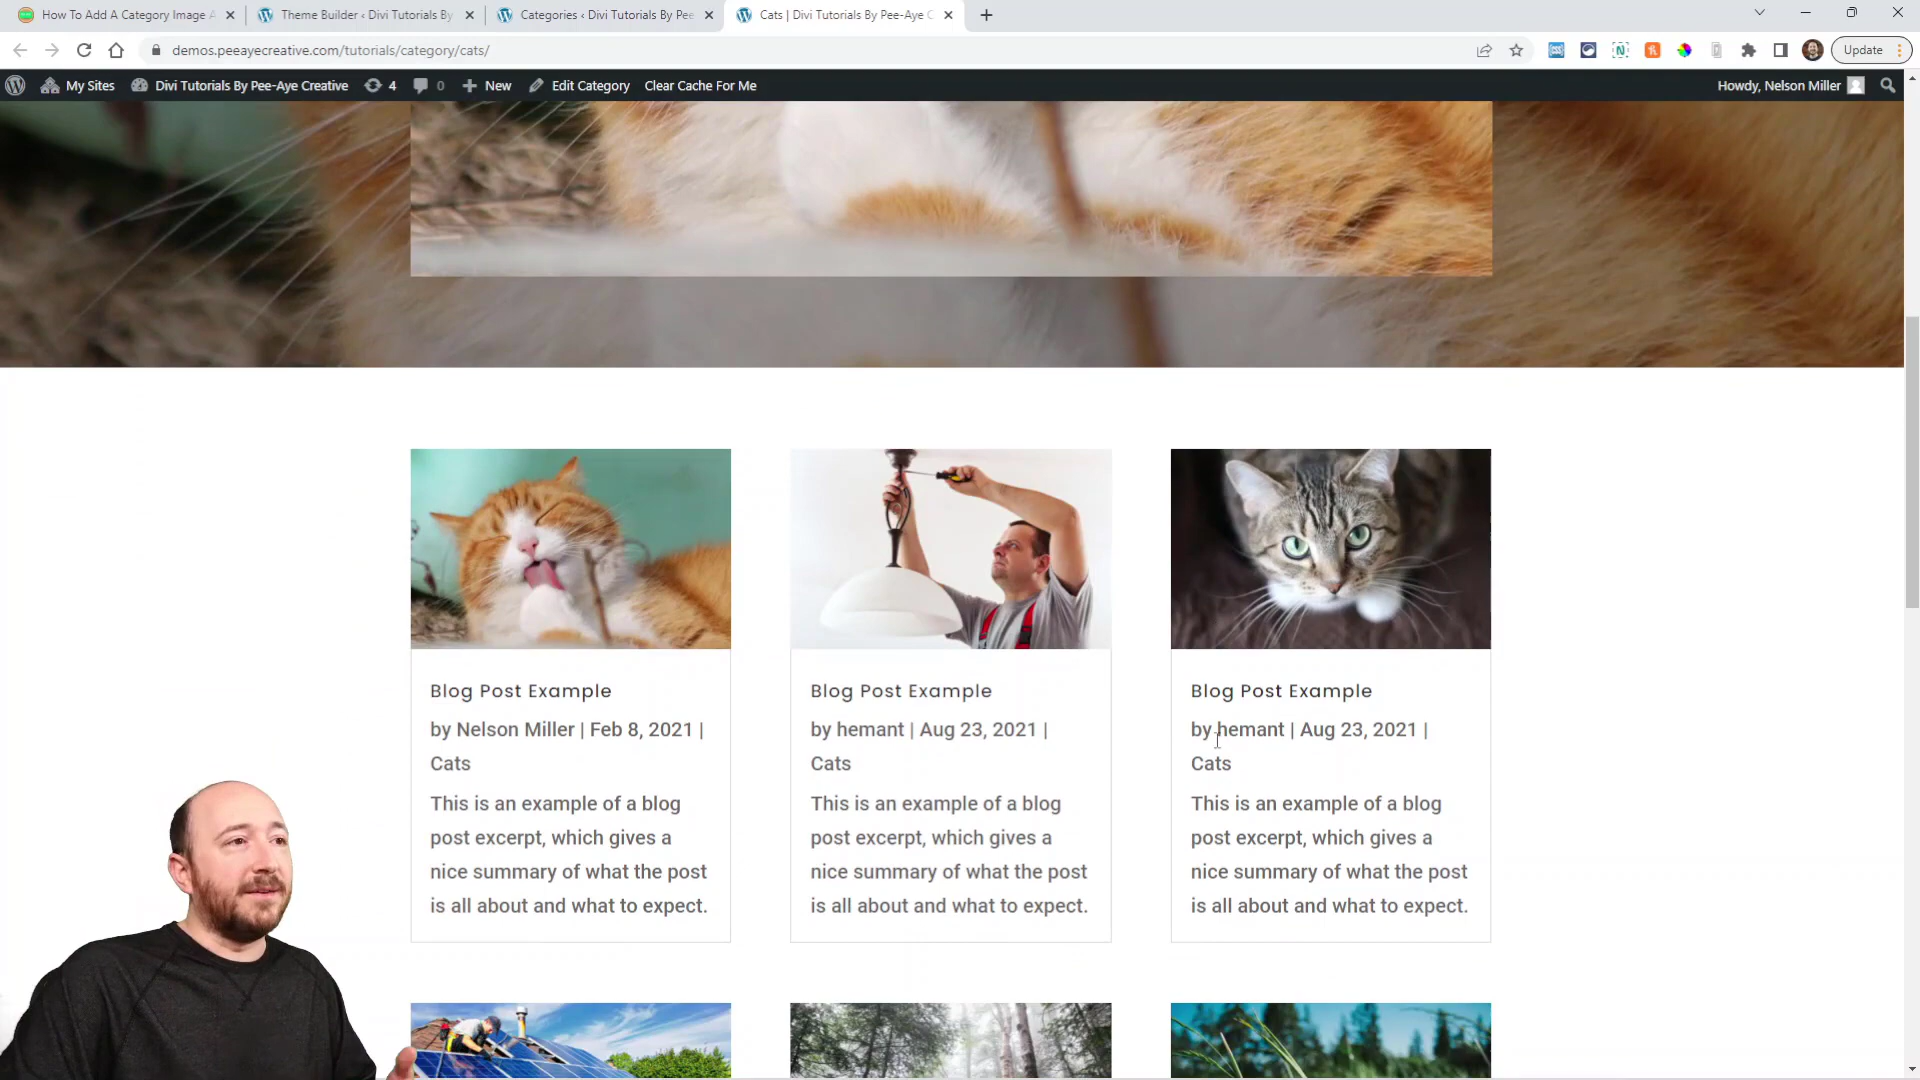 How To Add A Category Image A
Theme Builder ‹ Divi Tutorials By
Categories ‹ Divi Tutorials By Pee
Cats | Divi Tutorials By Pee-Aye C
demos.peeayecreative.com/tutorials/category/cats/
Update
My Sites
Divi Tutorials By Pee-Aye Creative
4
0
New
Edit Category
Clear Cache For Me
Howdy, Nelson Miller
Blog Post Example
by Nelson Miller | Feb 8, 2021 |
Cats
This is an example of a blog
post excerpt, which gives a
nice summary of what the post
is all about and what to expect.
Blog Post Example
by hemant | Aug 23, 2021 |
Cats
This is an example of a blog
post excerpt, which gives a
nice summary of what the post
is all about and what to expect.
Blog Post Example
by hemant | Aug 23, 2021 |
Cats
This is an example of a blog
post excerpt, which gives a
nice summary of what the post
is all about and what to expect.